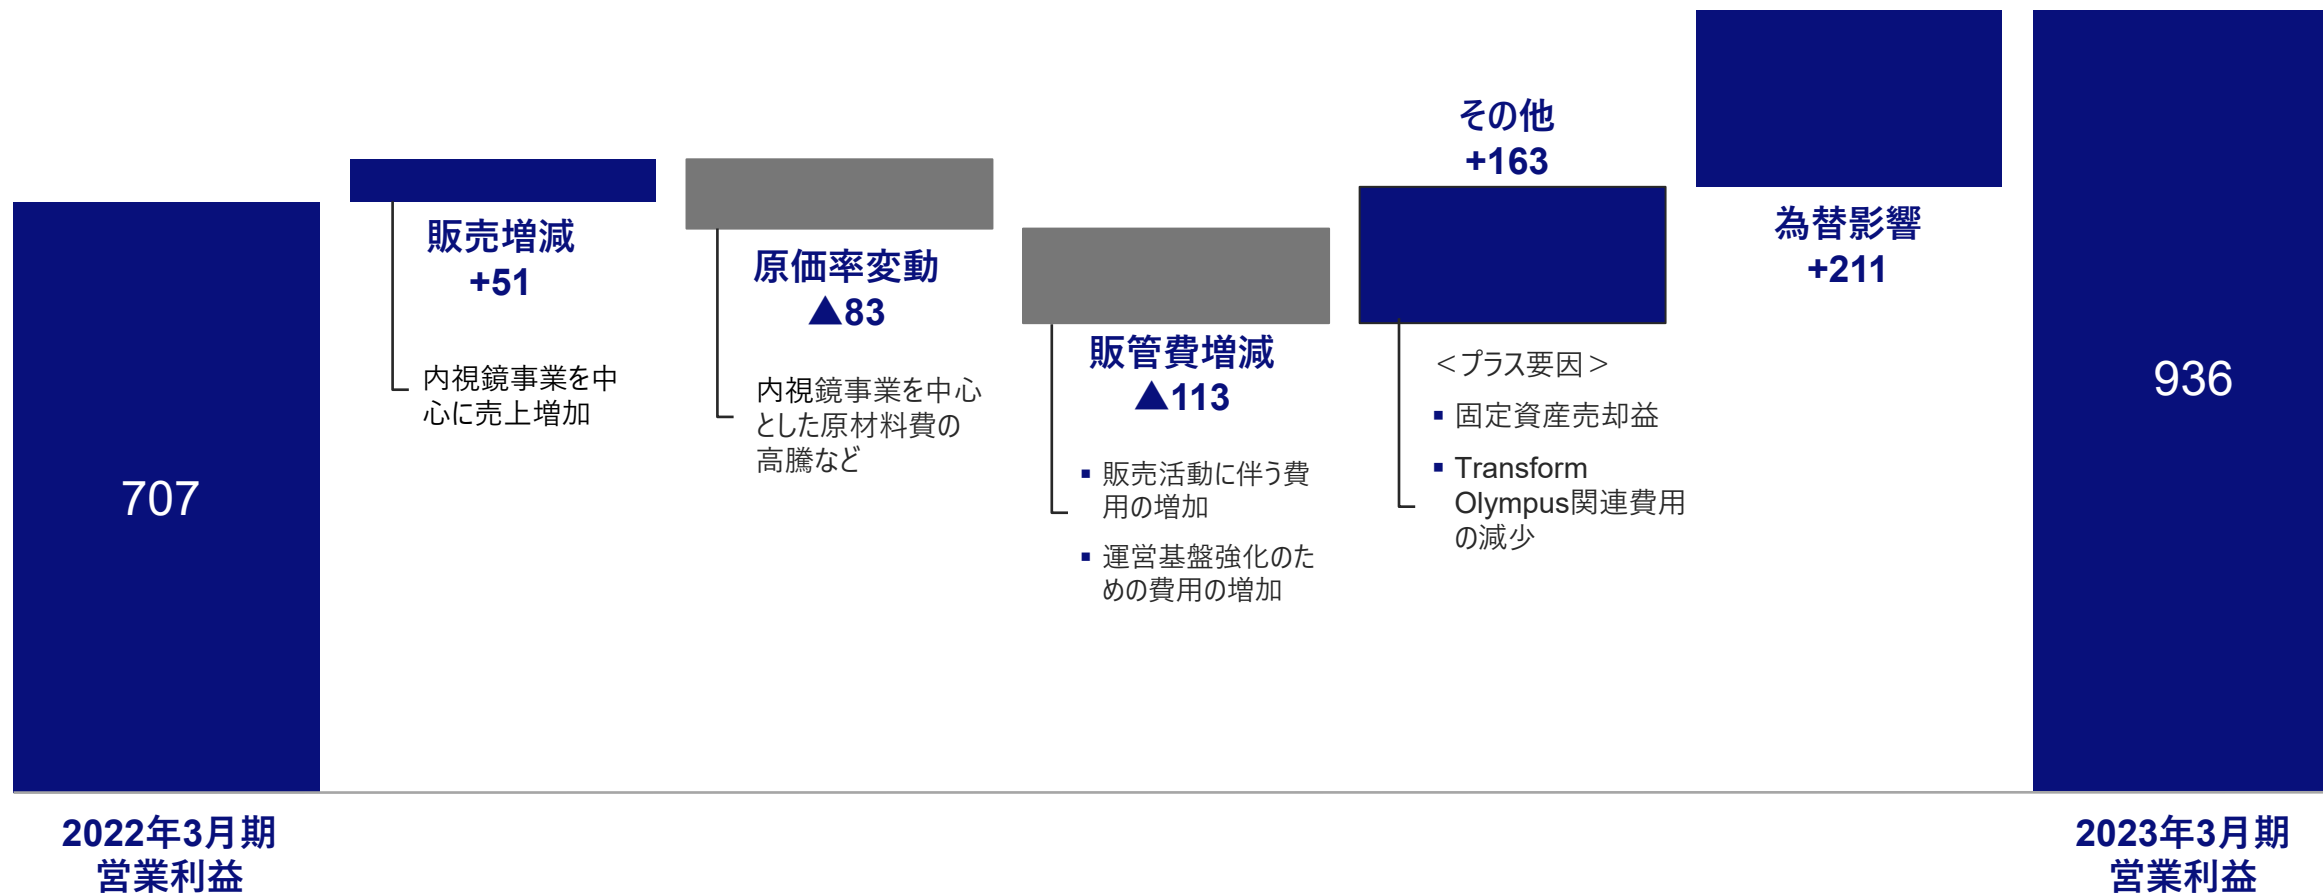 707
2022年3月期
営業利益
販売増減
+51
内視鏡事業を中
心に売上増加
原価率変動
▲83
内視鏡事業を中心
とした原材料費の
高騰など
販管費増減
▲113
▪ 販売活動に伴う費
用の増加
▪ 運営基盤強化のた
めの費用の増加
その他
+163
＜プラス要因＞
▪ 固定資産売却益
▪ Transform
Olympus関連費用
の減少
為替影響
+211
936
2023年3月期
営業利益